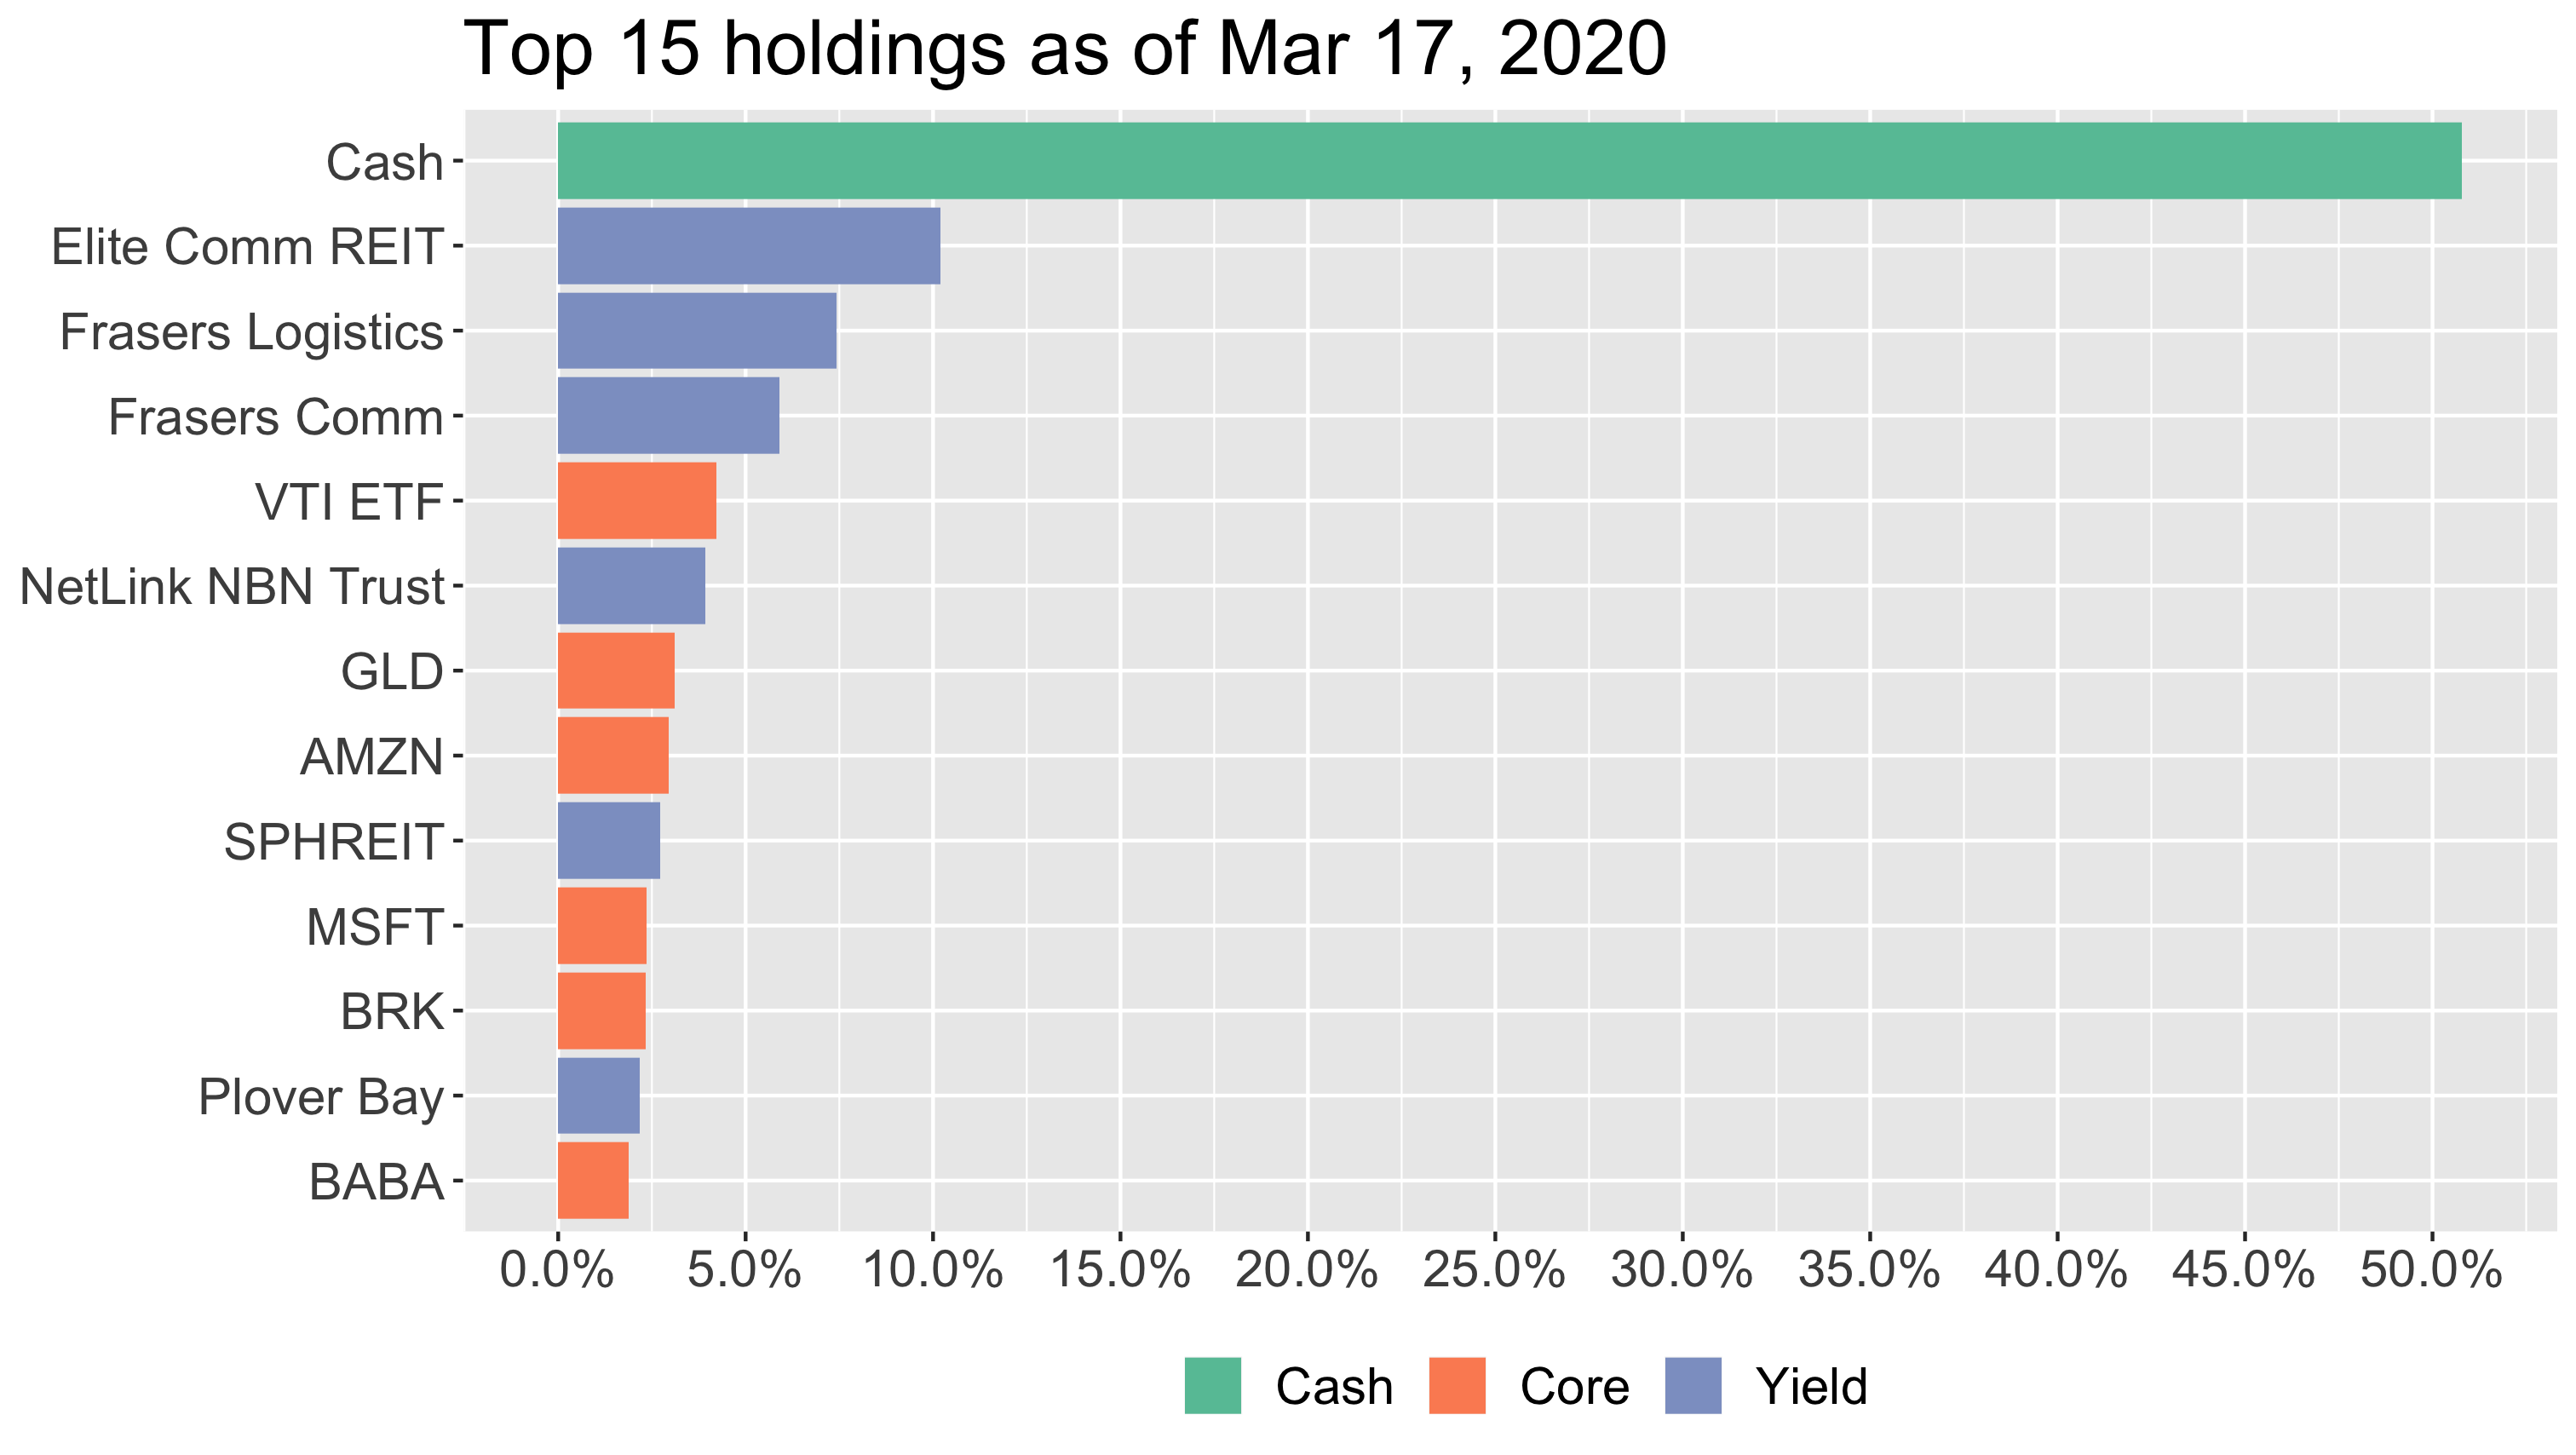 Top 15 holdings as of Mar 17, 2020
Cash
Elite Comm REIT
Frasers Logistics
Frasers Comm
VTI ETF
NetLink NBN Trust
GLD
AMZN
SPHREIT
MSFT
BRK
Plover Bay
BABA
0.0% 5.0% 10.0% 15.0% 20.0% 25.0% 30.0% 35.0% 40.0% 45.0% 50.0%
Cash Core Yield